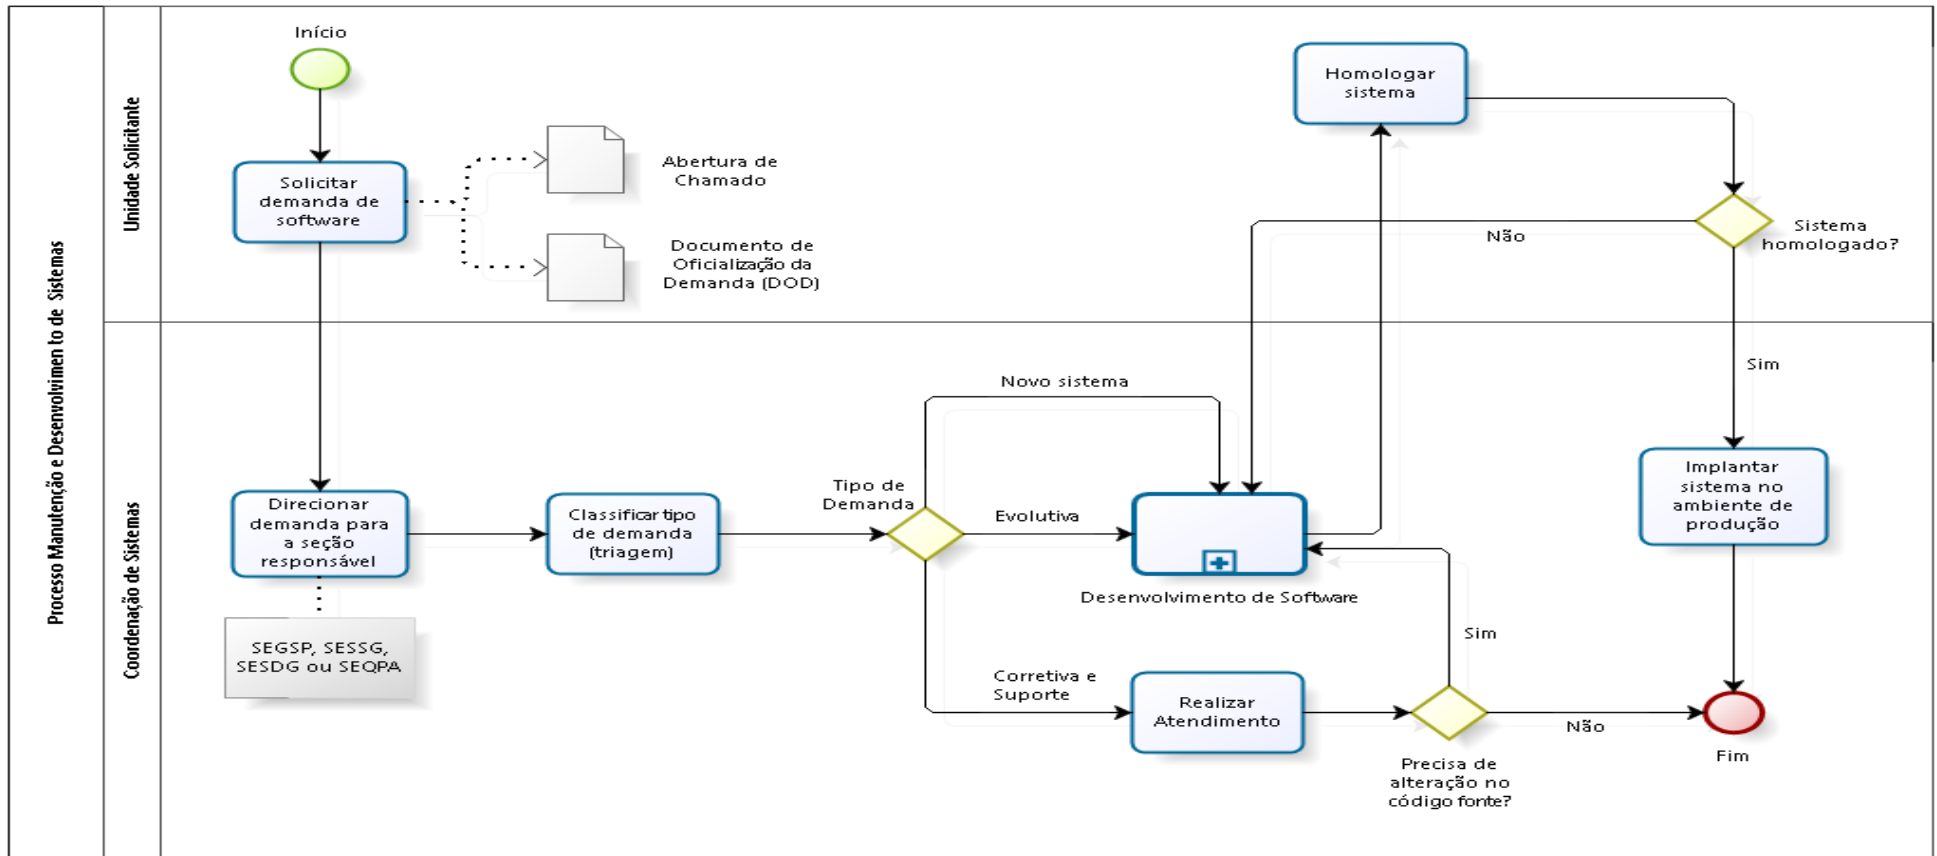 Processo Manutenção e Desenvolvimen to de Sistemas
Unidade Solicitante
Início
Solicitar
demanda de
software
Abertura de
Chamado
Documento de
Oficialização da
Demanda (DOD)
Homologar
sistema
Sistema
homologado?
Não
Sim
Coordenação de Sistemas
Direcionar
demanda para
a seção
responsável
SEGSP, SESSG,
SESDG ou SEQPA
Classificar tipo
de demanda
(triagem)
Tipo de
Demanda
Novo sistema
Evolutiva
Corretiva e
Suporte
Desenvolvimento de Software
Realizar
Atendimento
Sim
Precisa de
alteração no
código fonte?
Não
Implantar
sistema no
ambiente de
produção
Fim